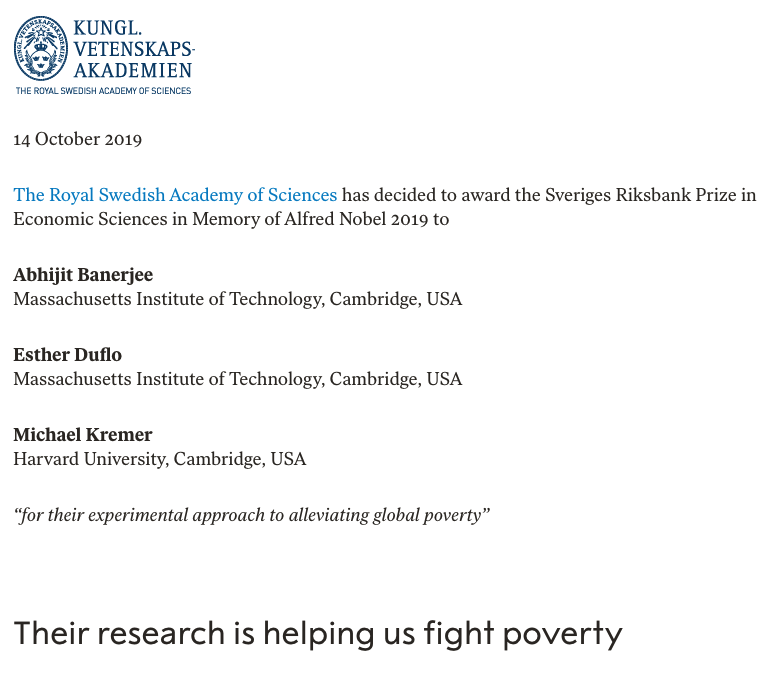 KUNGL.
VETENSKAPS-
AKADEMIEN
THE ROYAL SWEDISH ACADEMY OF SCIENCES
14 October 2019
The Royal Swedish Academy of Sciences has decided to award the Sveriges Riksbank Prize in
Economic Sciences in Memory of Alfred Nobel 2019 to
Abhijit Banerjee
Massachusetts Institute of Technology, Cambridge, USA
Esther Duflo
Massachusetts Institute of Technology, Cambridge, USA
Michael Kremer
Harvard University, Cambridge, USA
“for their experimental approach to alleviating global poverty”
Their research is helping us fight poverty